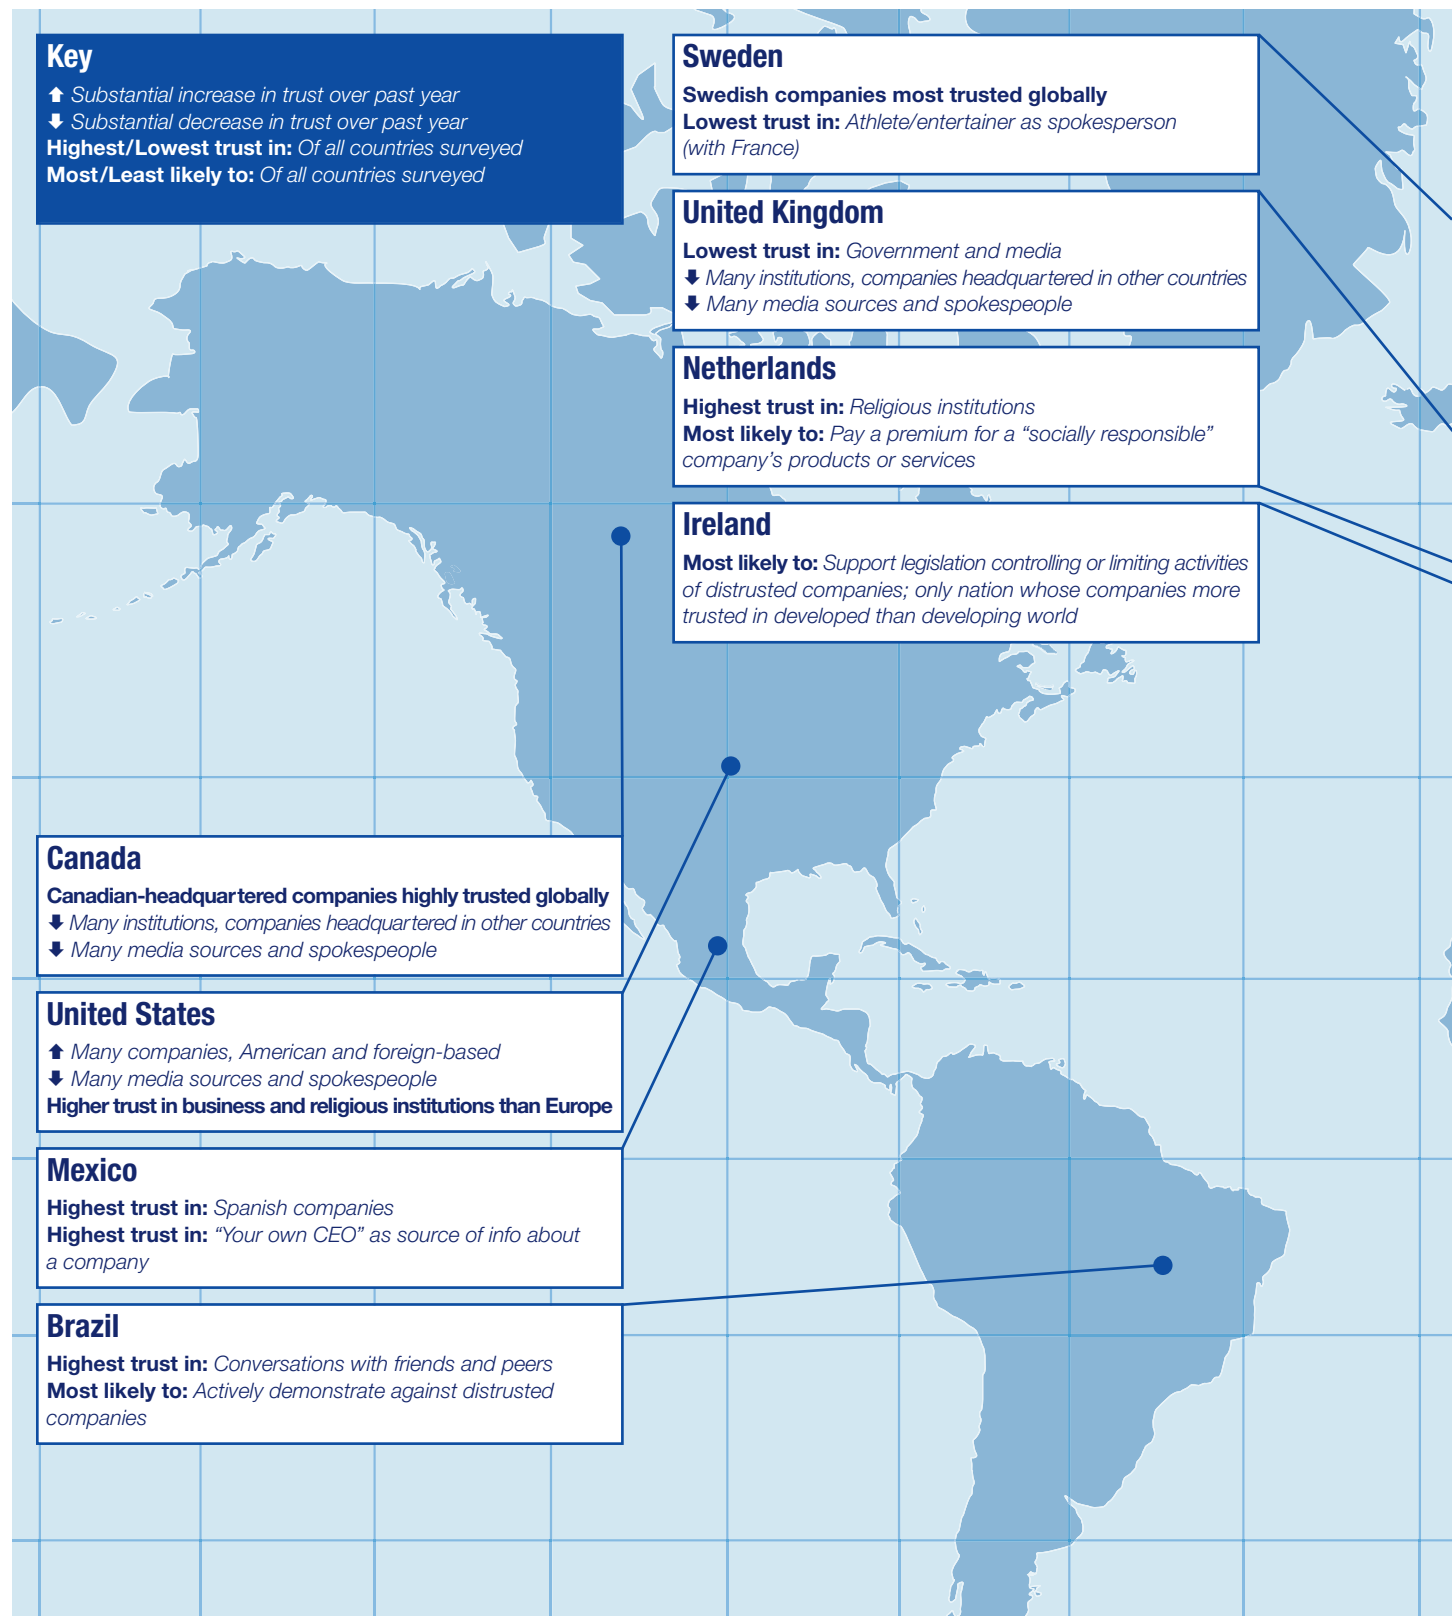 Key
⬆ Substantial increase in trust over past year
⬇ Substantial decrease in trust over past year
Highest/Lowest trust in: Of all countries surveyed
Most/Least likely to: Of all countries surveyed
Sweden
Swedish companies most trusted globally
Lowest trust in: Athlete/entertainer as spokesperson
(with France)
United Kingdom
Lowest trust in: Government and media
⬇ Many institutions, companies headquartered in other countries
⬇ Many media sources and spokespeople
Netherlands
Highest trust in: Religious institutions
Most likely to: Pay a premium for a “socially responsible”
company’s products or services
Ireland
Most likely to: Support legislation controlling or limiting activities
of distrusted companies; only nation whose companies more
trusted in developed than developing world
Canada
Canadian-headquartered companies highly trusted globally
⬇ Many institutions, companies headquartered in other countries
⬇ Many media sources and spokespeople
United States
⬆ Many companies, American and foreign-based
⬇ Many media sources and spokespeople
Higher trust in business and religious institutions than Europe
Mexico
Highest trust in: Spanish companies
Highest trust in: “Your own CEO” as source of info about
a company
Brazil
Highest trust in: Conversations with friends and peers
Most likely to: Actively demonstrate against distrusted
companies